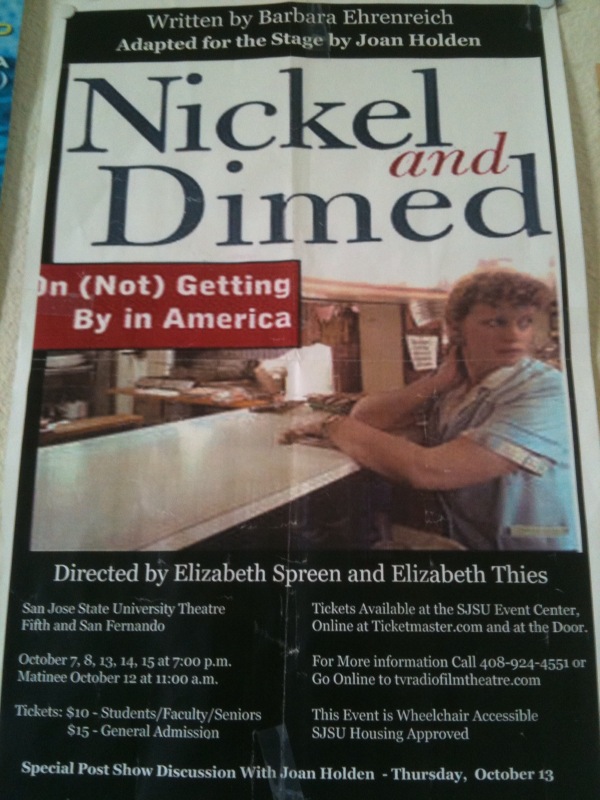 Written by Barbara Ehrenreich
Adapted for the Stage by Joan Holden
Nickel
and
Dimed
On (Not) Getting
By in America
Directed by Elizabeth Spreen and Elizabeth Thies
San Jose State University Theatre
Fifth and San Fernando
October 7, 8, 13, 14, 15 at 7:00 p.m.
Matinee October 12 at 11:00 a.m.
Tickets: $10 - Students/Faculty/Seniors
$15 - General Admission
Tickets Available at the SJSU Event Center,
Online at Ticketmaster.com and at the Door.
For More information Call 408-924-4551 or
Go Online to tvradiofilmtheatre.com
This Event is Wheelchair Accessible
SJSU Housing Approved
Special Post Show Discussion With Joan Holden - Thursday, October 13